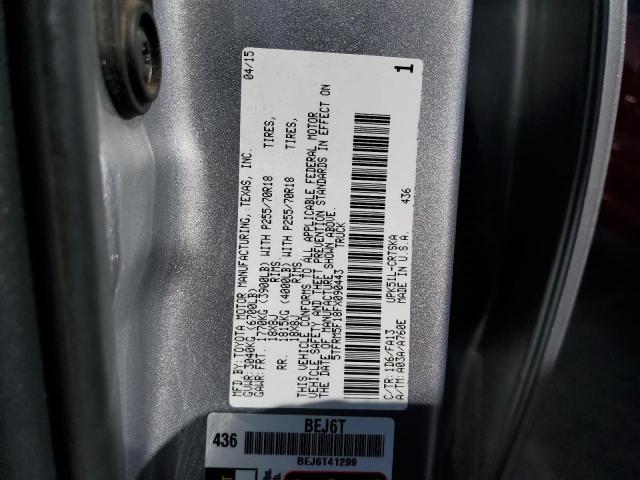 MFD.BY:TOYOTA MOTOR MANUFACTURING, TEXAS, INC. 04/15
GVWR:3040KG(6700LB)
GAWR:FRT. 1770KG (3900LB) WITH P255/70R18 TIRES,
18X8J RIMS
RR. 1815KG (4000LB) WITH P255/70R18 TIRES,
18X8J RIMS
THIS VEHICLE CONFORMS TO ALL APPLICABLE FEDERAL MOTOR
VEHICLE SAFETY AND THEFT PREVENTION STANDARDS IN EFFECT ON
THE DATE OF MANUFACTURE SHOWN ABOVE.
5TFRM5F18FX090443 TRUCK
C/TR:1D6/FA13 UPK51L-CRTSKA 436
A/TM:A03A/A760E MADE IN U.S.A. 1
BEJ6T
436
BEJ6T41299